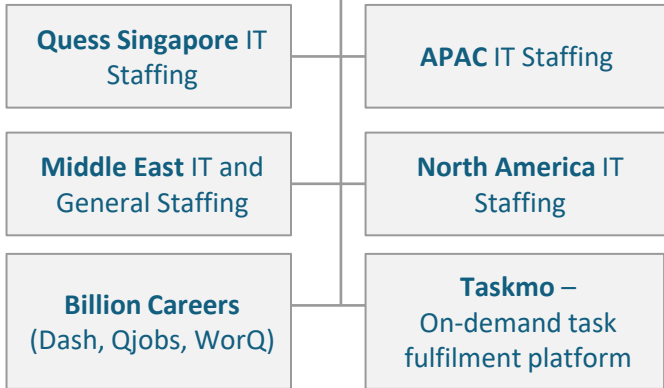 Quess Singapore IT
Staffing
APAC IT Staffing
Middle East IT and
General Staffing
North America IT
Staffing
Billion Careers
(Dash, Qjobs, WorQ)
Taskmo –
On-demand task
fulfilment platform